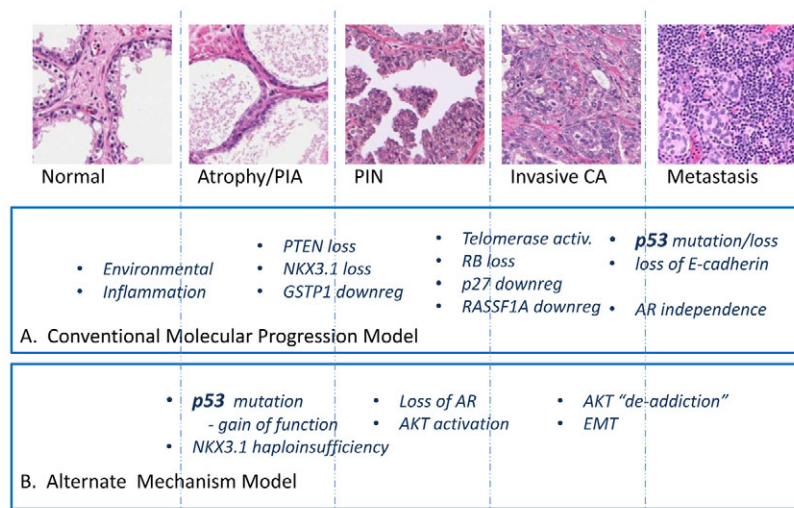 Normal
Atrophy/PIA
PIN
Invasive CA
Metastasis
• Environmental
• Inflammation
• PTEN loss
• NKX3.1 loss
• GSTP1 downreg
• Telomerase activ.
• RB loss
• p27 downreg
• RASSF1A downreg
• p53 mutation/loss
• loss of E-cadherin
• AR independence
A. Conventional Molecular Progression Model
• p53 mutation
- gain of function
• NKX3.1 haploinsufficiency
• Loss of AR
• AKT activation
• AKT “de-addiction”
• EMT
B. Alternate Mechanism Model